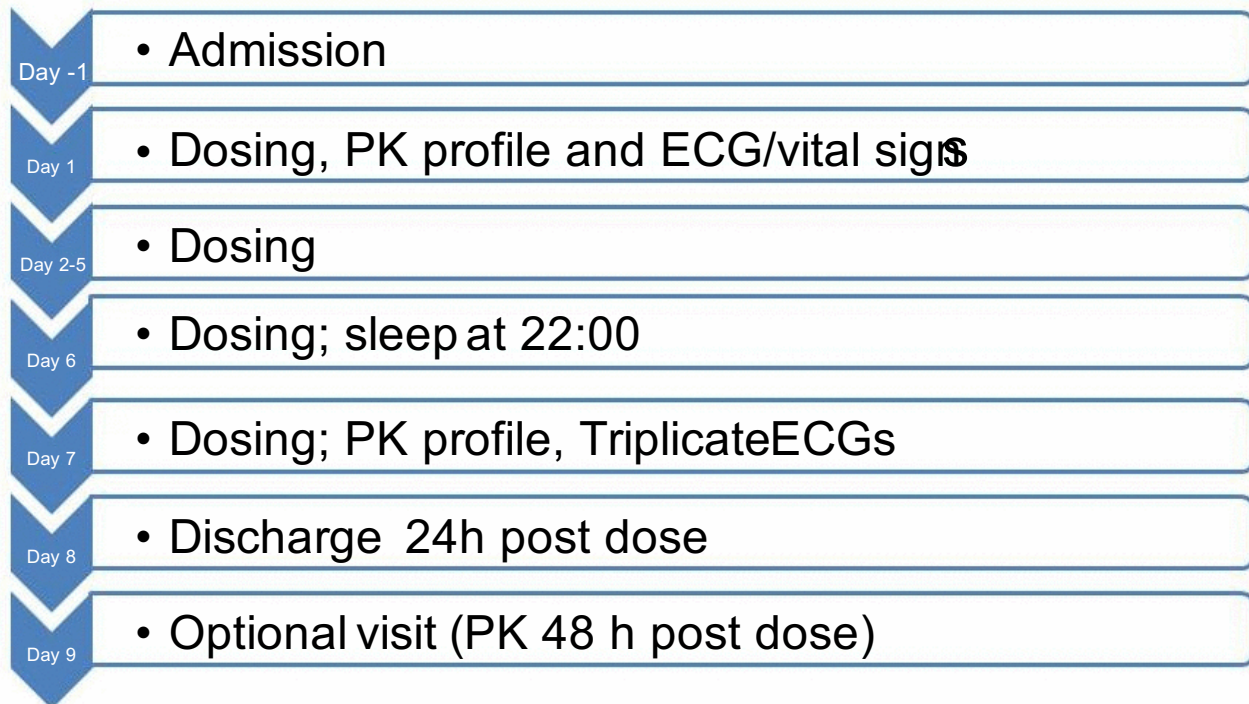 Day -1
• Admission
Day 1
• Dosing, PK profile and ECG/vital signs
Day 2-5
• Dosing
Day 6
• Dosing; sleep at 22:00
Day 7
• Dosing; PK profile, TriplicateECGs
Day 8
• Discharge 24h post dose
Day 9
• Optional visit (PK 48 h post dose)